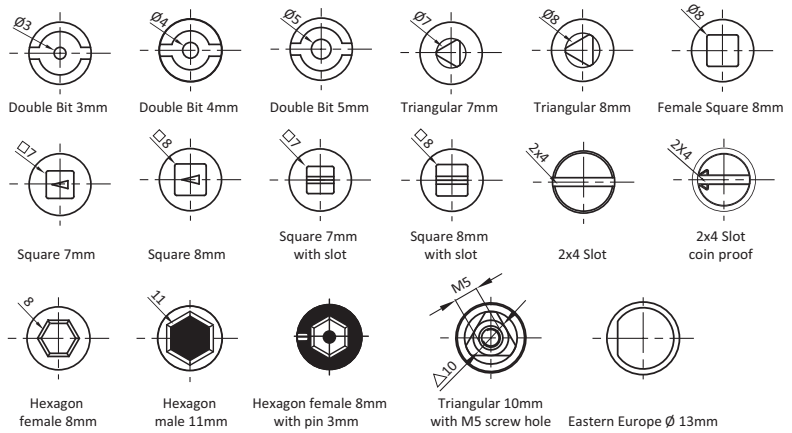 Ø3 Ø4 Ø5 Ø7 Ø8 Ø8
Double Bit 3mm Double Bit 4mm Double Bit 5mm Triangular 7mm Triangular 8mm Female Square 8mm
□7 □8 □7 □8 2x4 2X4
Square 7mm Square 8mm Square 7mm
with slot Square 8mm
with slot 2x4 Slot 2x4 Slot
coin proof
8 11 M5
△10
Hexagon
female 8mm Hexagon
male 11mm Hexagon female 8mm
with pin 3mm Triangular 10mm
with M5 screw hole Eastern Europe Ø 13mm